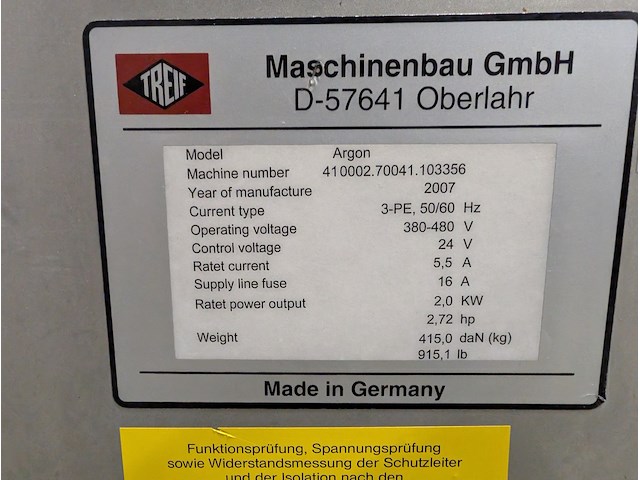 TREIF
Maschinenbau GmbH
D-57641 Oberlahr
Model Argon
Machine number 410002.70041.103356
Year of manufacture 2007
Current type 3-PE, 50/60 Hz
Operating voltage 380-480 V
Control voltage 24 V
Ratet current 5,5 A
Supply line fuse 16 A
Ratet power output 2,0 KW
2,72 hp
Weight 415,0 daN (kg)
915,1 lb
Made in Germany
Funktionsprüfung, Spannungsprüfung
sowie Widerstandsmessung der Schutzleiter
und der Isolation nach den